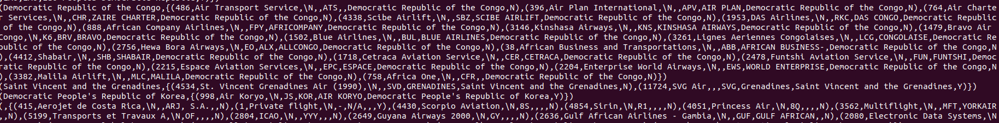 (Democratic Republic of the Congo,{(486,Air Transport Service,\N,,ATS,,Democratic Republic of the Congo,N),(396,Air Plan International,\N,,APV,AIR PLAN,Democratic Republic of the Congo,N),(764,Air Charte
r Services,\N,,CHR,ZAIRE CHARTER,Democratic Republic of the Congo,N),(4338,Scibe Airlift,\N,,SBZ,SCIBE AIRLIFT,Democratic Republic of the Congo,N),(1953,DAS Airlines,\N,,RKC,DAS CONGO,Democratic Republic
of the Congo,N),(888,African Company Airlines,\N,,FPY,AFRICOMPANY,Democratic Republic of the Congo,N),(3146,Kinshasa Airways,\N,,KNS,KINSHASA AIRWAYS,Democratic Republic of the Congo,N),(1479,Bravo Air
Congo,\N,K6,BRV,BRAVO,Democratic Republic of the Congo,N),(1502,Blue Airlines,\N,,BUL,BLUE AIRLINES,Democratic Republic of the Congo,N),(3261,Lignes Aeriennes Congolaises,\N,,LCG,CONGOLAISE,Democratic Re
public of the Congo,N),(2756,Hewa Bora Airways,\N,EO,ALX,ALLCONGO,Democratic Republic of the Congo,N),(38,African Business and Transportations,\N,,ABB,AFRICAN BUSINESS-,Democratic Republic of the Congo,N
),(4412,Shabair,\N,,SHB,SHABAIR,Democratic Republic of the Congo,N),(1718,Cetraca Aviation Service,\N,,CER,CETRACA,Democratic Republic of the Congo,N),(2478,Funtshi Aviation Service,\N,,FUN,FUNTSHI,Democ
ratic Republic of the Congo,N),(2215,Espace Aviation Services,\N,,EPC,ESPACE,Democratic Republic of the Congo,N),(2204,Enterprise World Airways,\N,,EWS,WORLD ENTERPRISE,Democratic Republic of the Congo,N
),(3382,Malila Airlift,\N,,MLC,MALILA,Democratic Republic of the Congo,N),(758,Africa One,\N,,CFR,,Democratic Republic of the Congo,N)})
(Saint Vincent and the Grenadines,{(4534,St. Vincent Grenadines Air (1990),\N,,SVD,GRENADINES,Saint Vincent and the Grenadines,N),(11724,SVG Air,,,SVG,Grenadines,Saint Vincent and the Grenadines,Y)})
(Democratic People's Republic of Korea,{(998,Air Koryo,\N,JS,KOR,AIR KORYO,Democratic People's Republic of Korea,Y)})
(,{(415,Aerojet de Costa Rica,\N,,ARJ, S.A.,,N),(1,Private flight,\N,-,N/A,,,Y),(4430,Scorpio Aviation,\N,8S,,,,N),(4854,Sirin,\N,R1,,,,N),(4051,Princess Air,\N,8Q,,,,N),(3562,Multiflight,\N,,MFT,YORKAIR
,,N),(5199,Transports et Travaux A,\N,OF,,,,N),(2804,ICAO,\N,,YYY,,,N),(2649,Guyana Airways 2000,\N,GY,,,,N),(2636,Gulf African Airlines - Gambia,\N,,GUF,GULF AFRICAN,,N),(2080,Electronic Data Systems,\N